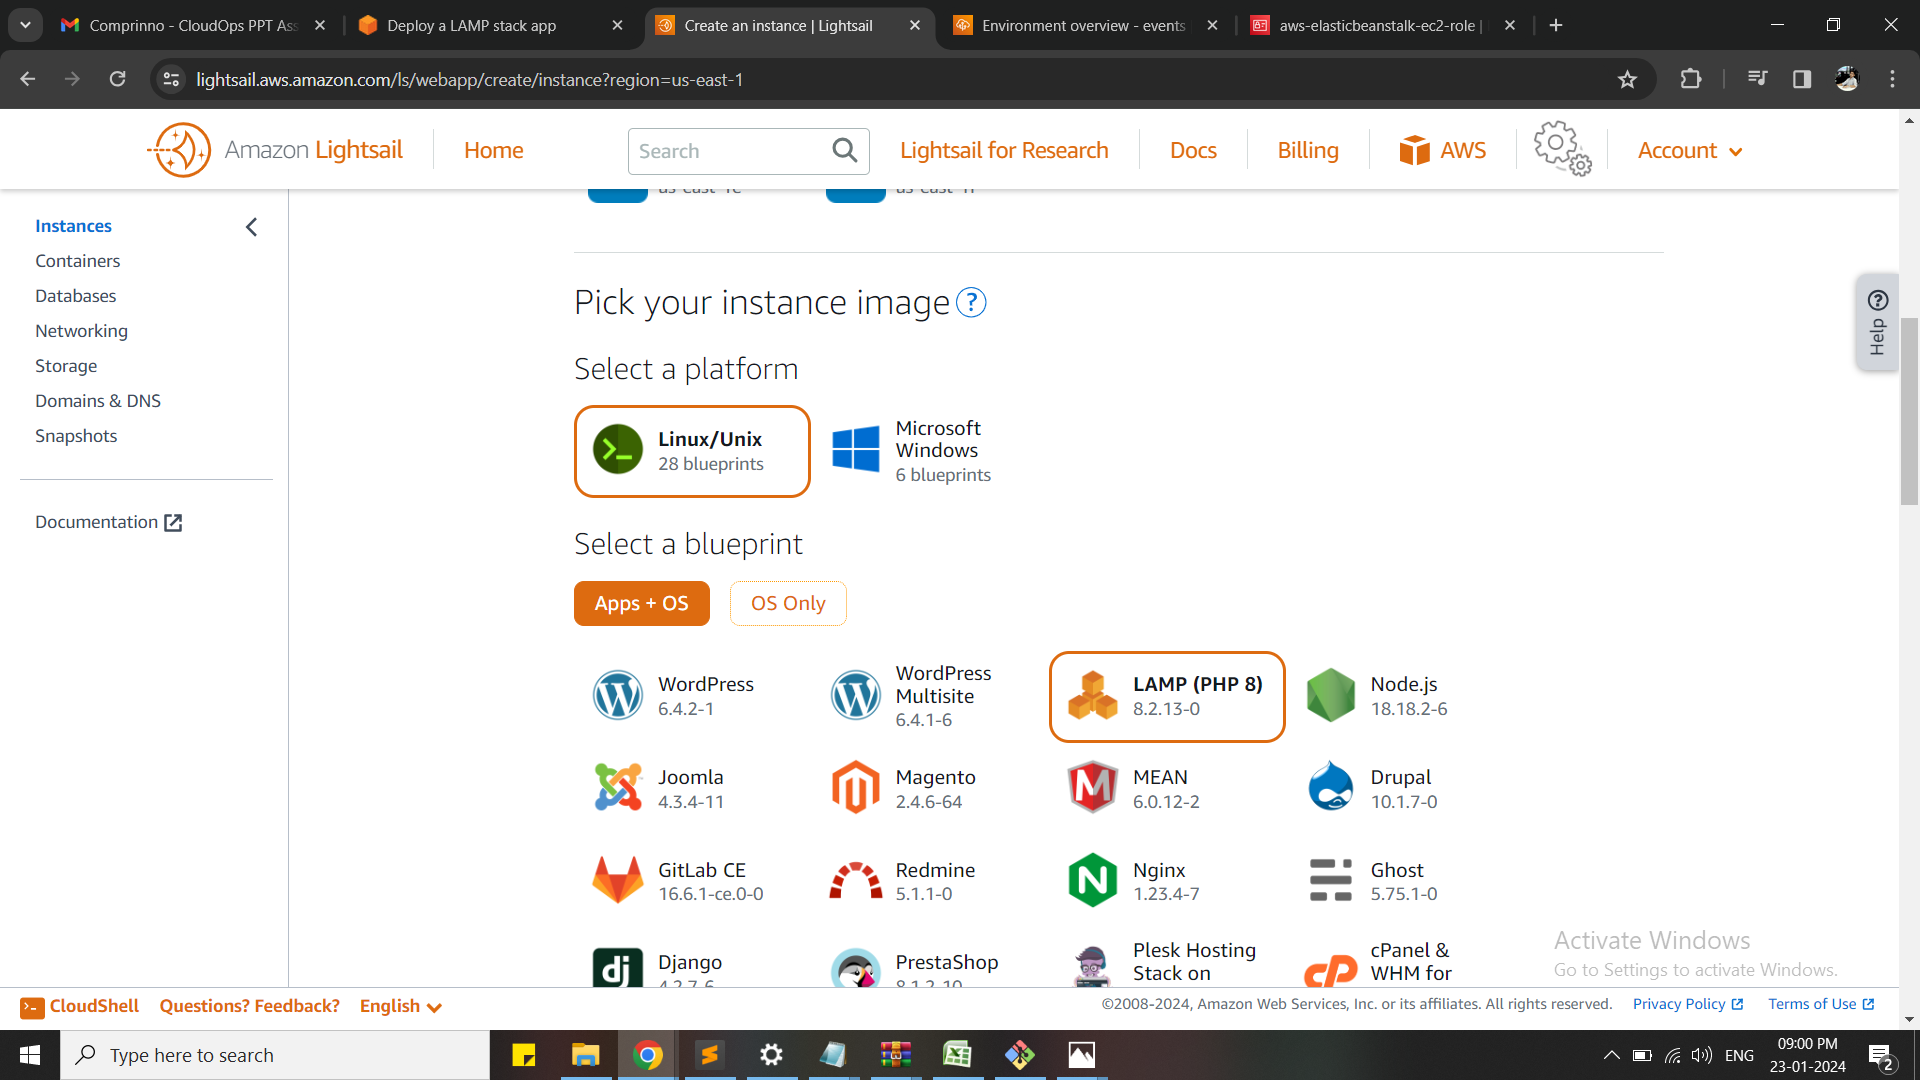 Comprinno - CloudOps PPT Ass
Deploy a LAMP stack app
Create an instance | Lightsail
Environment overview - events
aws-elasticbeanstalk-ec2-role |
lightsail.aws.amazon.com/ls/webapp/create/instance?region=us-east-1
Amazon Lightsail
Home
Search
Lightsail for Research
Docs
Billing
AWS
Account
Instances
Containers
Databases
Networking
Storage
Domains & DNS
Snapshots
Documentation
Pick your instance image ?
Select a platform
Linux/Unix
28 blueprints
Microsoft
Windows
6 blueprints
Select a blueprint
Apps + OS
OS Only
WordPress
6.4.2-1
WordPress
Multisite
6.4.1-6
LAMP (PHP 8)
8.2.13-0
Node.js
18.18.2-6
Joomla
4.3.4-11
Magento
2.4.6-64
MEAN
6.0.12-2
Drupal
10.1.7-0
GitLab CE
16.6.1-ce.0-0
Redmine
5.1.1-0
Nginx
1.23.4-7
Ghost
5.75.1-0
dj
Django
PrestaShop
Plesk Hosting
Stack on
cPanel &
WHM for
Help ?
Activate Windows
Go to Settings to activate Windows.
CloudShell
Questions? Feedback?
English
©2008-2024, Amazon Web Services, Inc. or its affiliates. All rights reserved.
Privacy Policy
Terms of Use
Type here to search
ENG
09:00 PM
23-01-2024
2